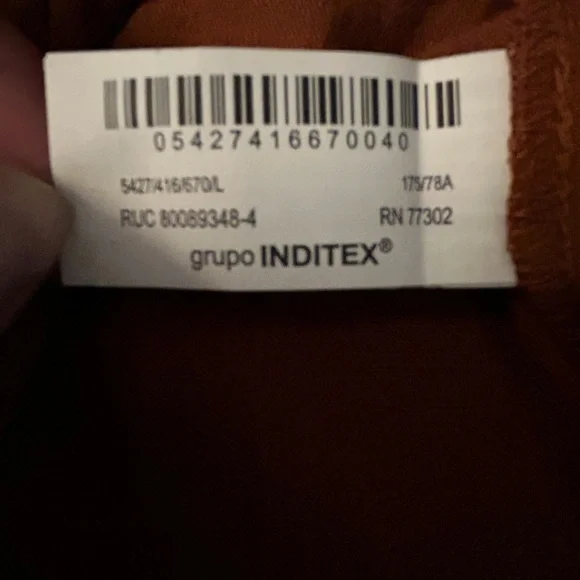 05427416670040
5427/416/670/L 175/78A
RUC 80089348-4 RN 77302
grupo INDITEX®